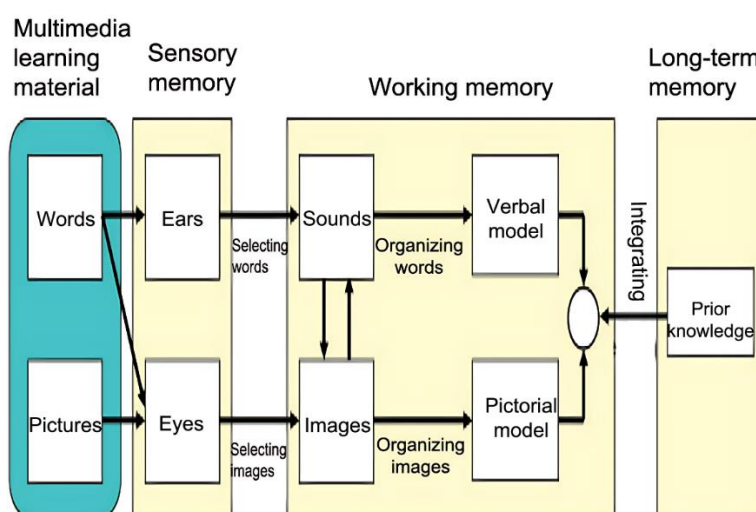 Multimedia
learning
material
Sensory
memory
Working memory
Long-term
memory
Words
Ears
Selecting
words
Sounds
Organizing
words
Verbal
model
Integrating
Prior
knowledge
Pictures
Eyes
Selecting
images
Images
Organizing
images
Pictorial
model